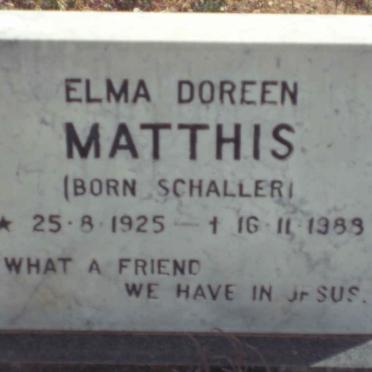 ELMA DOREEN
MATTHIS
(BORN SCHALLER)
★ 25·8·1925 — † 16·11·1988
WHAT A FRIEND
WE HAVE IN JESUS.